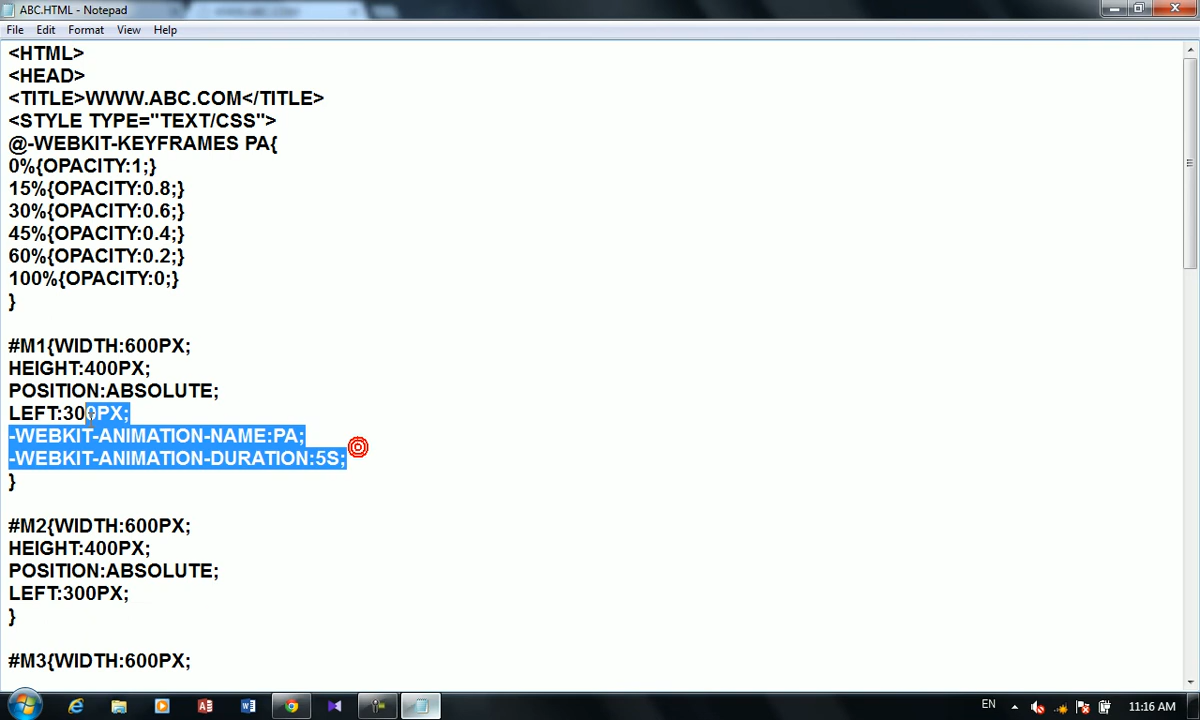 ABC.HTML - Notepad
File Edit Format View Help
<HTML>
<HEAD>
<TITLE>WWW.ABC.COM</TITLE>
<STYLE TYPE="TEXT/CSS">
@-WEBKIT-KEYFRAMES PA{
0%{OPACITY:1;}
15%{OPACITY:0.8;}
30%{OPACITY:0.6;}
45%{OPACITY:0.4;}
60%{OPACITY:0.2;}
100%{OPACITY:0;}
}
#M1{WIDTH:600PX;
HEIGHT:400PX;
POSITION:ABSOLUTE;
LEFT:300PX;
-WEBKIT-ANIMATION-NAME:PA;
-WEBKIT-ANIMATION-DURATION:5S;
}
#M2{WIDTH:600PX;
HEIGHT:400PX;
POSITION:ABSOLUTE;
LEFT:300PX;
}
#M3{WIDTH:600PX;
EN 11:16 AM